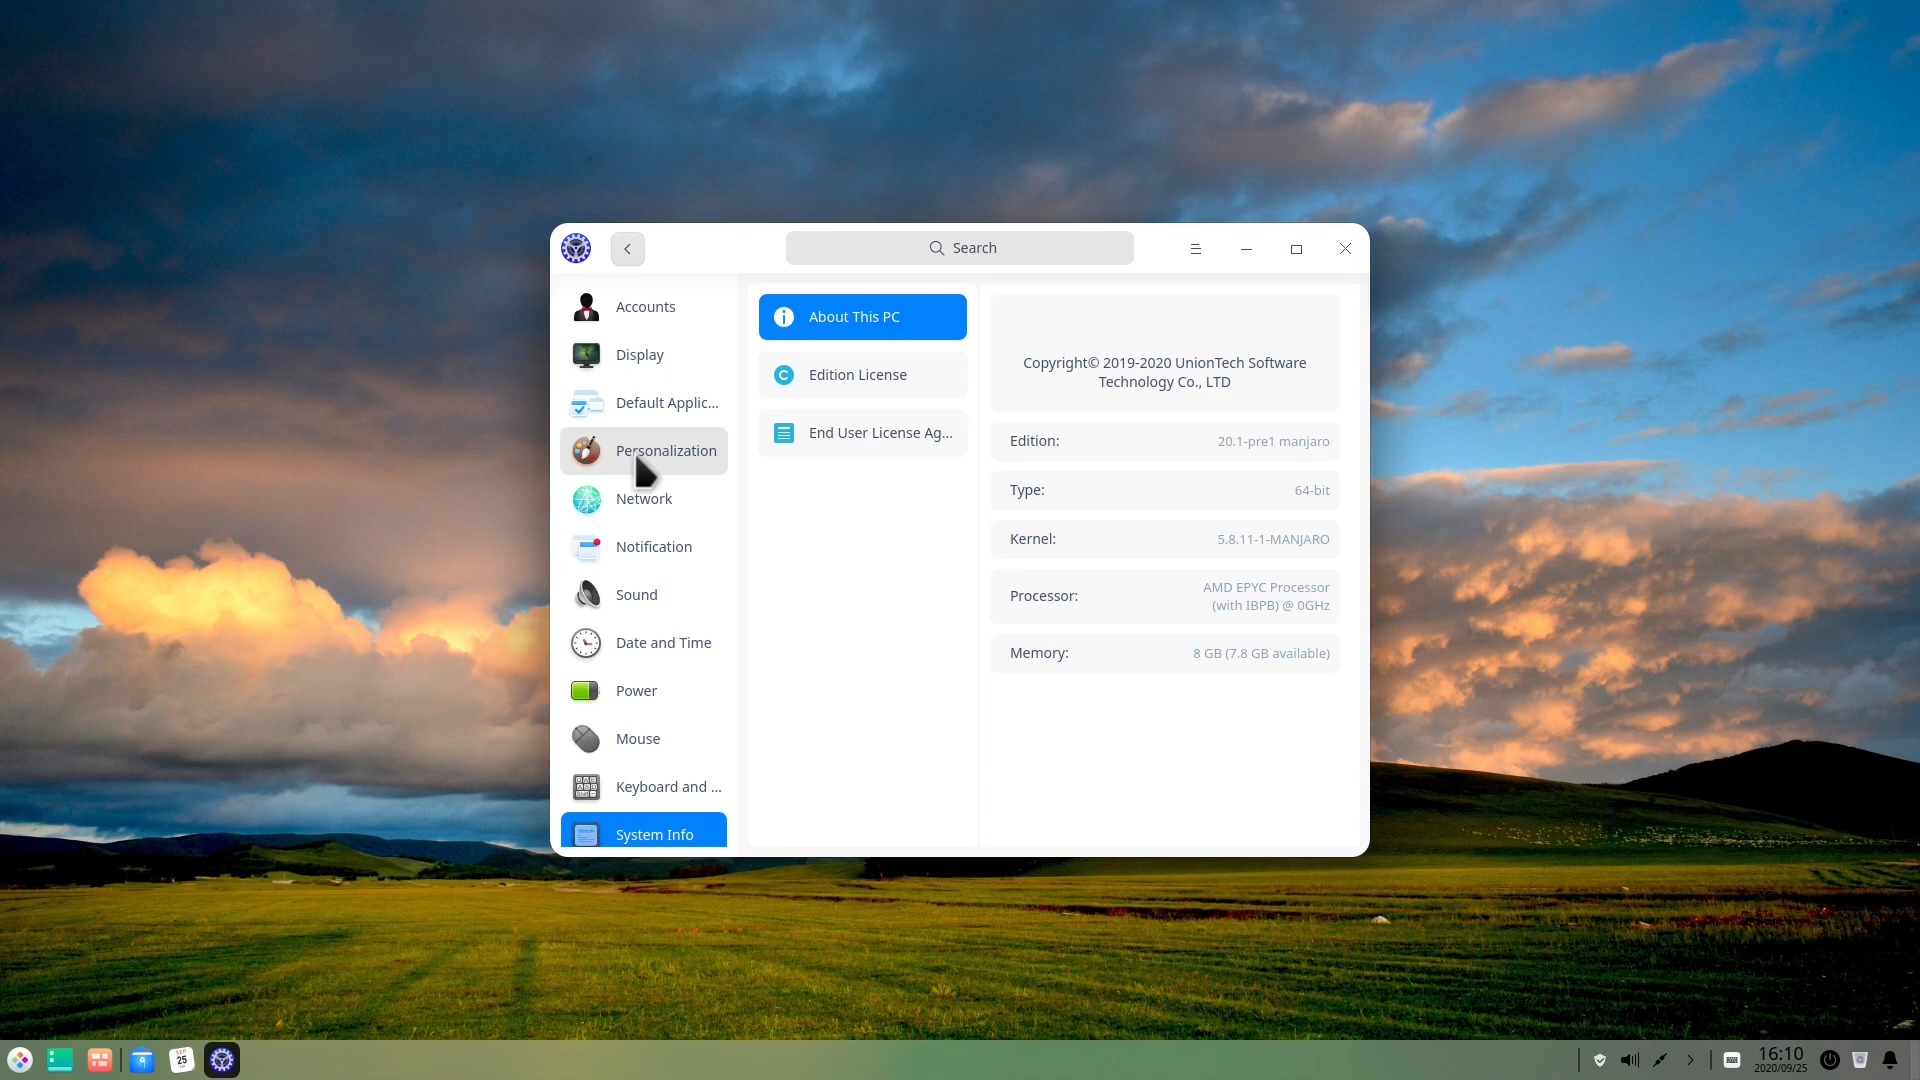 Search
Accounts
Display
Default Applic...
Personalization
Network
Notification
Sound
Date and Time
Power
Mouse
Keyboard and ...
System Info
About This PC
Edition License
End User License Ag...
Copyright© 2019-2020 UnionTech Software
Technology Co., LTD
Edition: 20.1-pre1 manjaro
Type: 64-bit
Kernel: 5.8.11-1-MANJARO
Processor: AMD EPYC Processor
(with IBPB) @ 0GHz
Memory: 8 GB (7.8 GB available)
SEP
25
16:10
2020/09/25